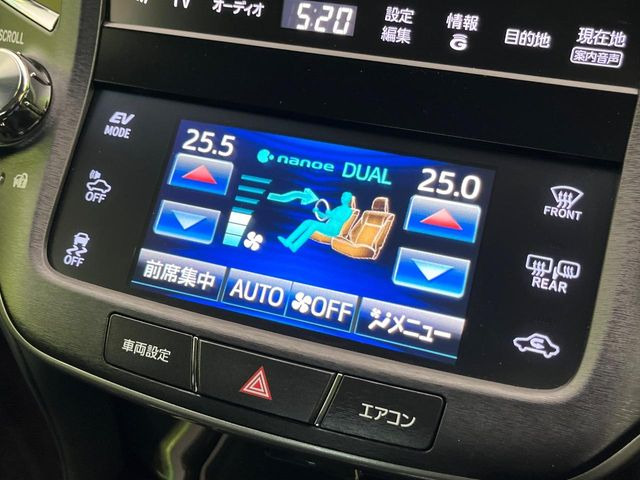 SCROLL
TV
オーディオ
5:20
設定
編集
情報
G
目的地
現在地
案内音声
EV
MODE
OFF
OFF
25.5
nanoe DUAL
25.0
前席集中
AUTO
OFF
メニュー
FRONT
REAR
車両設定
エアコン